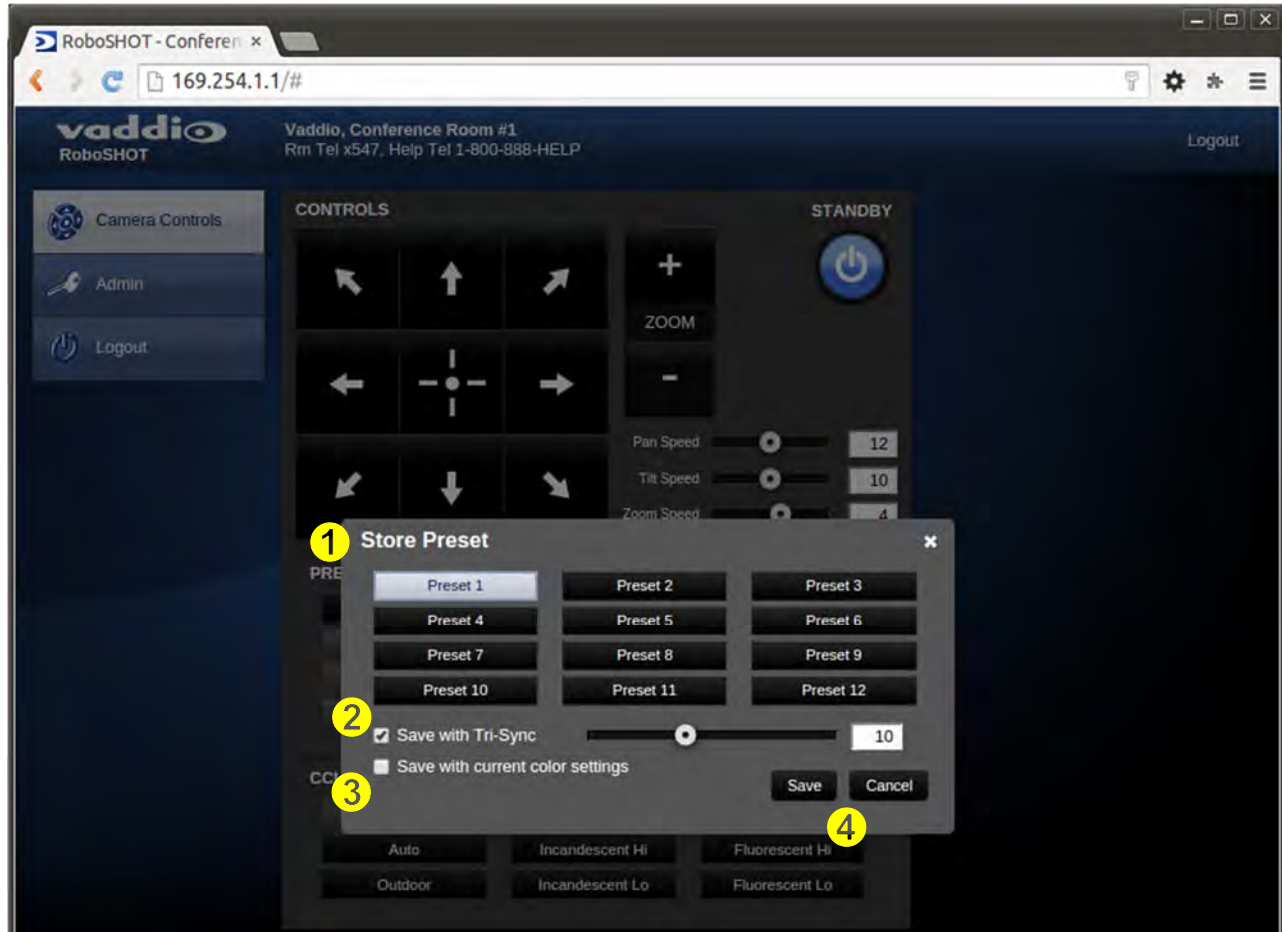 RoboSHOT - Conferen
169.254.1.1/#
vaddio
RoboSHOT
Vaddio, Conference Room #1
Rm Tel x547, Help Tel 1-800-888-HELP
Logout
Camera Controls
Admin
Logout
CONTROLS
STANDBY
+
ZOOM
-
Pan Speed
12
Tilt Speed
10
Zoom Speed
4
1
Store Preset
PRE
Preset 1
Preset 2
Preset 3
Preset 4
Preset 5
Preset 6
Preset 7
Preset 8
Preset 9
Preset 10
Preset 11
Preset 12
2
Save with Tri-Sync
10
Save with current color settings
3
Save
Cancel
4
Auto
Incandescent Hi
Fluorescent Hi
Outdoor
Incandescent Lo
Fluorescent Lo